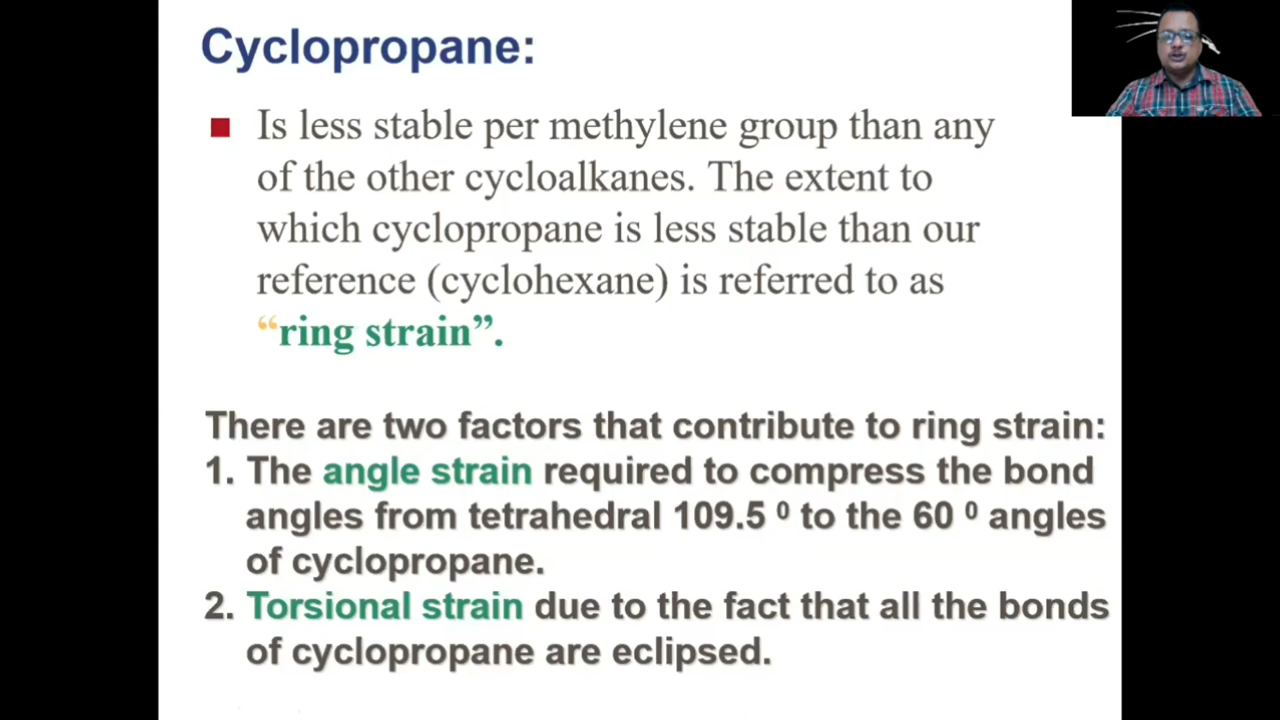 Cyclopropane:
Is less stable per methylene group than any
of the other cycloalkanes. The extent to
which cyclopropane is less stable than our
reference (cyclohexane) is referred to as
“ring strain”.
There are two factors that contribute to ring strain:
1. The angle strain required to compress the bond
angles from tetrahedral 109.5 ⁰ to the 60 ⁰ angles
of cyclopropane.
2. Torsional strain due to the fact that all the bonds
of cyclopropane are eclipsed.